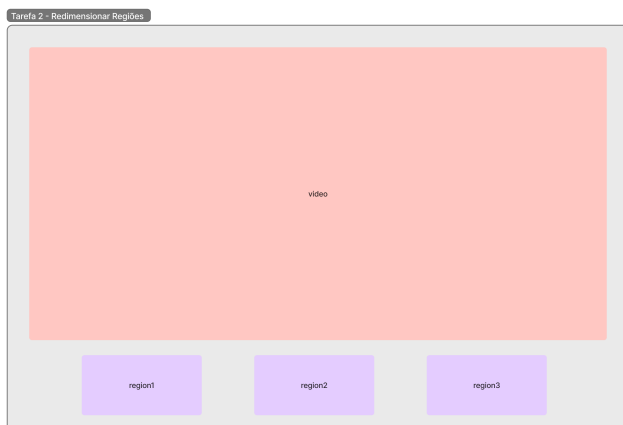 Tarefa 2 - Redimensionar Regiões
video
region1
region2
region3